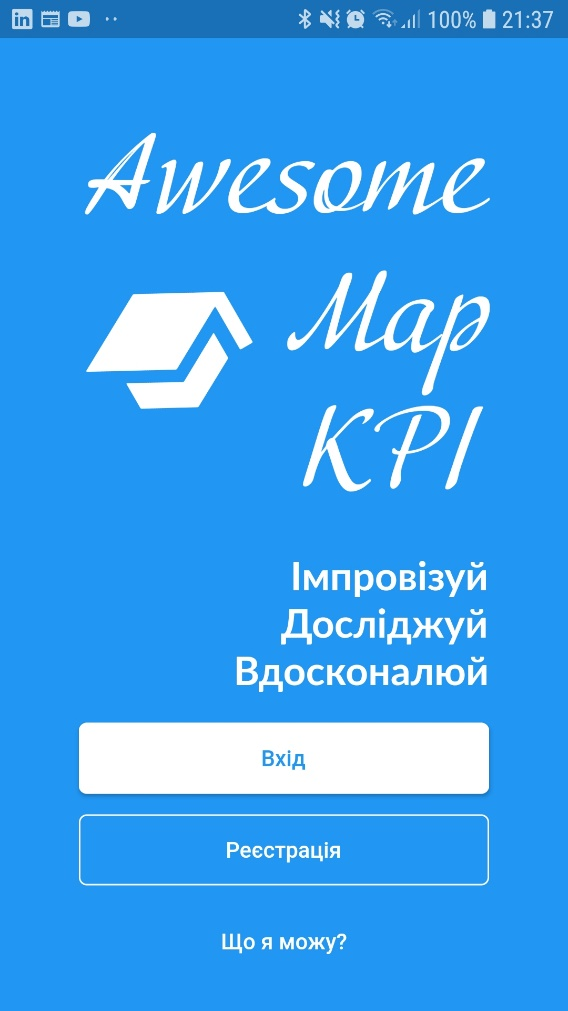 100% 21:37
Awesome
Map
KPI
Імпровізуй
Досліджуй
Вдосконалюй
Вхід
Реєстрація
Що я можу?